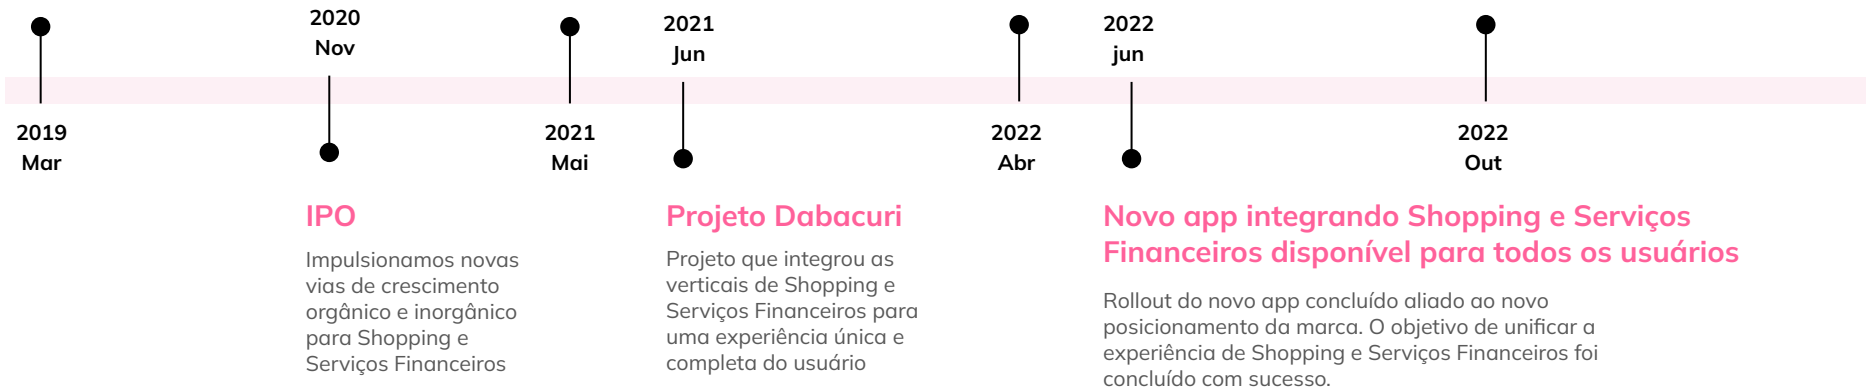 2019
Mar
2020
Nov
IPO
Impulsionamos novas
vias de crescimento
orgânico e inorgânico
para Shopping e
Serviços Financeiros
2021
Mai
2021
Jun
Projeto Dabacuri
Projeto que integrou as
verticais de Shopping e
Serviços Financeiros para
uma experiência única e
completa do usuário
2022
Abr
2022
jun
Novo app integrando Shopping e Serviços
Financeiros disponível para todos os usuários
Rollout do novo app concluído aliado ao novo
posicionamento da marca. O objetivo de unificar a
experiência de Shopping e Serviços Financeiros foi
concluído com sucesso.
2022
Out